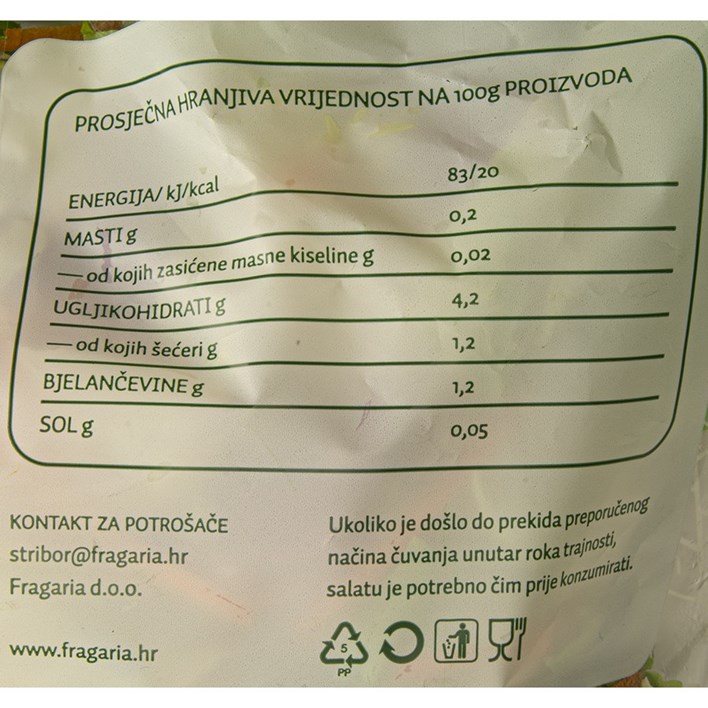 PROSJEČNA HRANJIVA VRIJEDNOST NA 100g PROIZVODA
ENERGIJA/ kJ/kcal 83/20
MASTI g 0,2
— od kojih zasićene masne kiseline g 0,02
UGLJIKOHIDRATI g 4,2
— od kojih šećeri g 1,2
BJELANČEVINE g 1,2
SOL g 0,05
KONTAKT ZA POTROŠAČE
stribor@fragaria.hr
Fragaria d.o.o.
www.fragaria.hr
Ukoliko je došlo do prekida preporučenog
načina čuvanja unutar roka trajnosti,
salatu je potrebno čim prije konzumirati.
5
PP